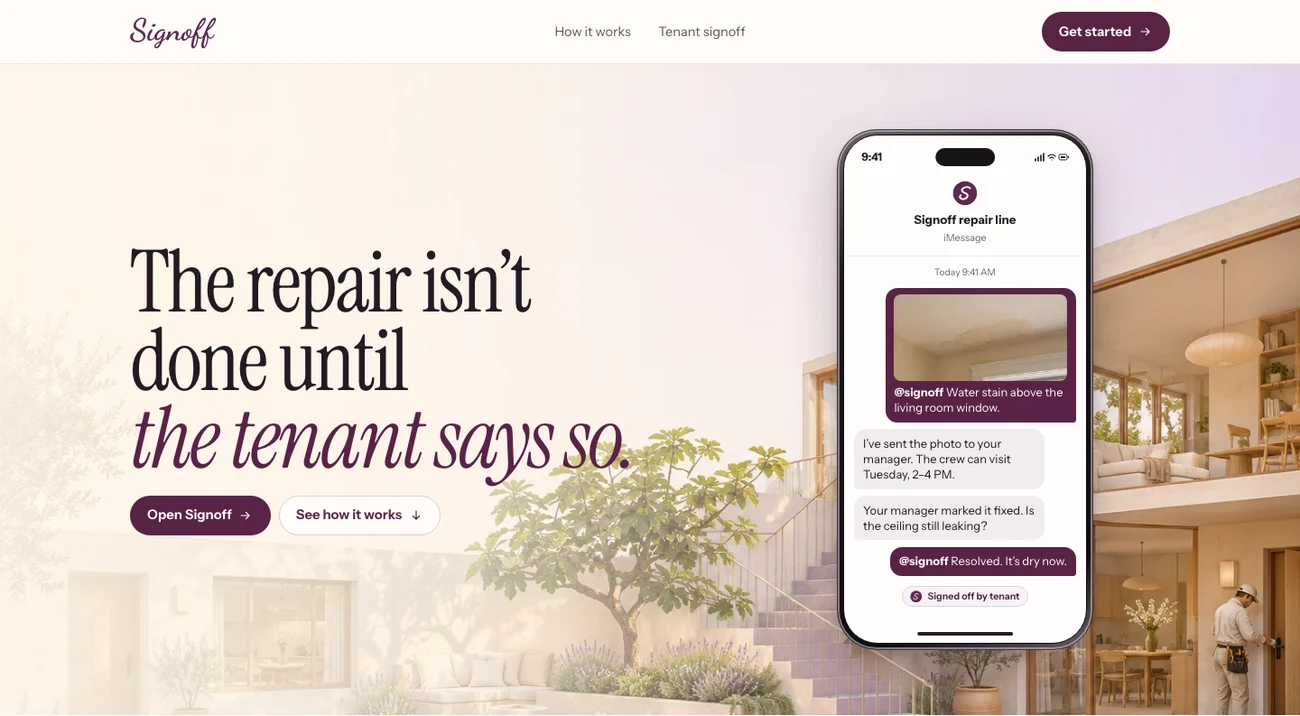 Signoff
How it works
Tenant signoff
Get started →
The repair isn’t
done until
the tenant says so.
Open Signoff →
See how it works ↓
9:41
S
Signoff repair line
iMessage
Today 9:41 AM
@signoff Water stain above the
living room window.
I’ve sent the photo to your
manager. The crew can visit
Tuesday, 2–4 PM.
Your manager marked it fixed. Is
the ceiling still leaking?
@signoff Resolved. It’s dry now.
S Signed off by tenant